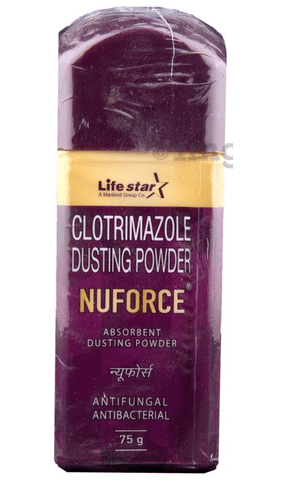 Life star
A Mankind Group Co.
CLOTRIMAZOLE
DUSTING POWDER
NUFORCE®
ABSORBENT
DUSTING POWDER
न्यूफोर्स
ANTIFUNGAL
ANTIBACTERIAL
75 g